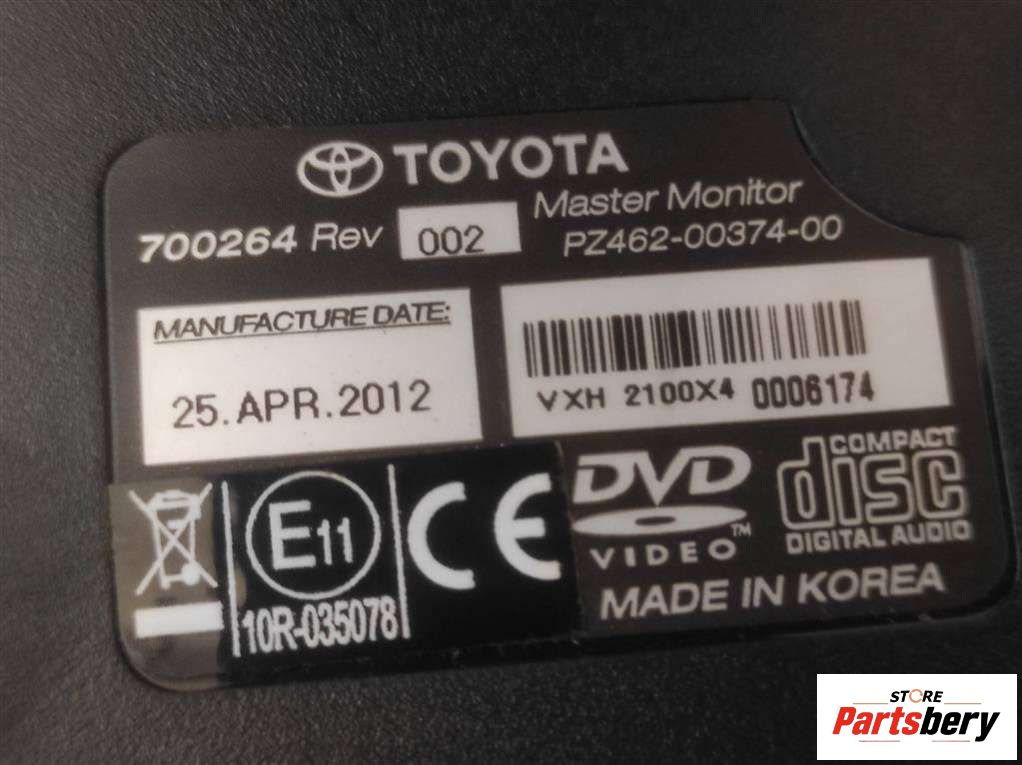 TOYOTA
700264 Rev 002 Master Monitor
PZ462-00374-00
MANUFACTURE DATE:
25.APR.2012
VXH 2100X4 0006174
E11
10R-035078
CE
DVD
VIDEO™
COMPACT
disc
DIGITAL AUDIO
MADE IN KOREA
STORE
Partsbery